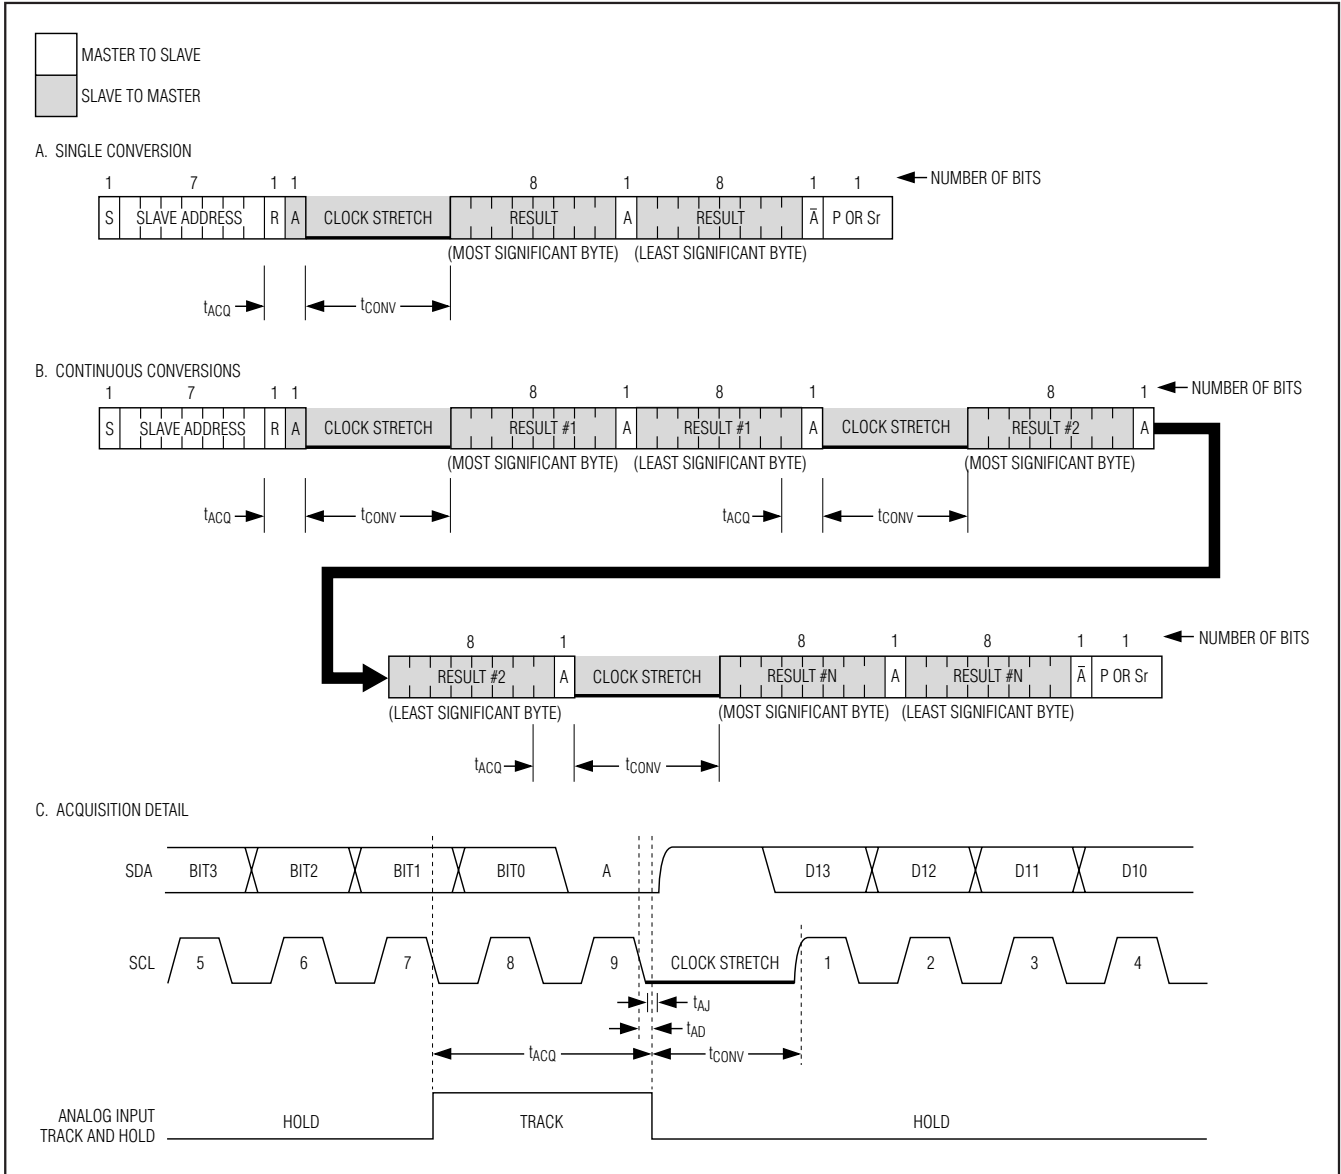 MASTER TO SLAVE
SLAVE TO MASTER
A. SINGLE CONVERSION
1 7 1 1 8 1 8 1 1 NUMBER OF BITS
S SLAVE ADDRESS R A CLOCK STRETCH RESULT A RESULT A̅ P OR Sr
(MOST SIGNIFICANT BYTE) (LEAST SIGNIFICANT BYTE)
tACQ tCONV
B. CONTINUOUS CONVERSIONS
1 7 1 1 8 1 8 1 8 1 NUMBER OF BITS
S SLAVE ADDRESS R A CLOCK STRETCH RESULT #1 A RESULT #1 A CLOCK STRETCH RESULT #2 A
(MOST SIGNIFICANT BYTE) (LEAST SIGNIFICANT BYTE) (MOST SIGNIFICANT BYTE)
tACQ tCONV tACQ tCONV
8 1 8 1 8 1 1 NUMBER OF BITS
RESULT #2 A CLOCK STRETCH RESULT #N A RESULT #N A̅ P OR Sr
(LEAST SIGNIFICANT BYTE) (MOST SIGNIFICANT BYTE) (LEAST SIGNIFICANT BYTE)
tACQ tCONV
C. ACQUISITION DETAIL
SDA BIT3 BIT2 BIT1 BIT0 A D13 D12 D11 D10
SCL 5 6 7 8 9 CLOCK STRETCH 1 2 3 4
tAJ
tAD
tACQ tCONV
ANALOG INPUT
TRACK AND HOLD HOLD TRACK HOLD